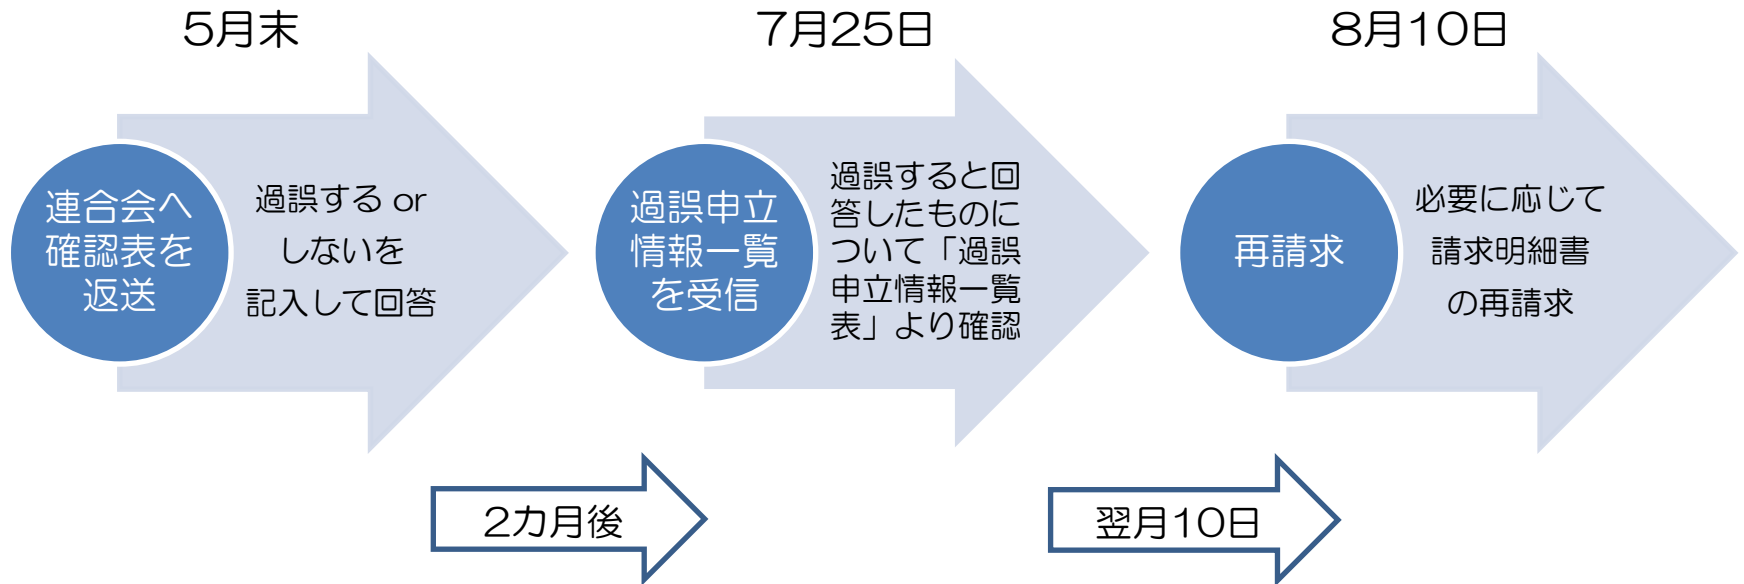 5月末
連合会へ
確認表を
返送
過誤する or
しないを
記入して回答
2カ月後
7月25日
過誤申立
情報一覧
を受信
過誤すると回
答したものに
ついて「過誤
申立情報一覧
表」より確認
翌月10日
8月10日
再請求
必要に応じて
請求明細書
の再請求